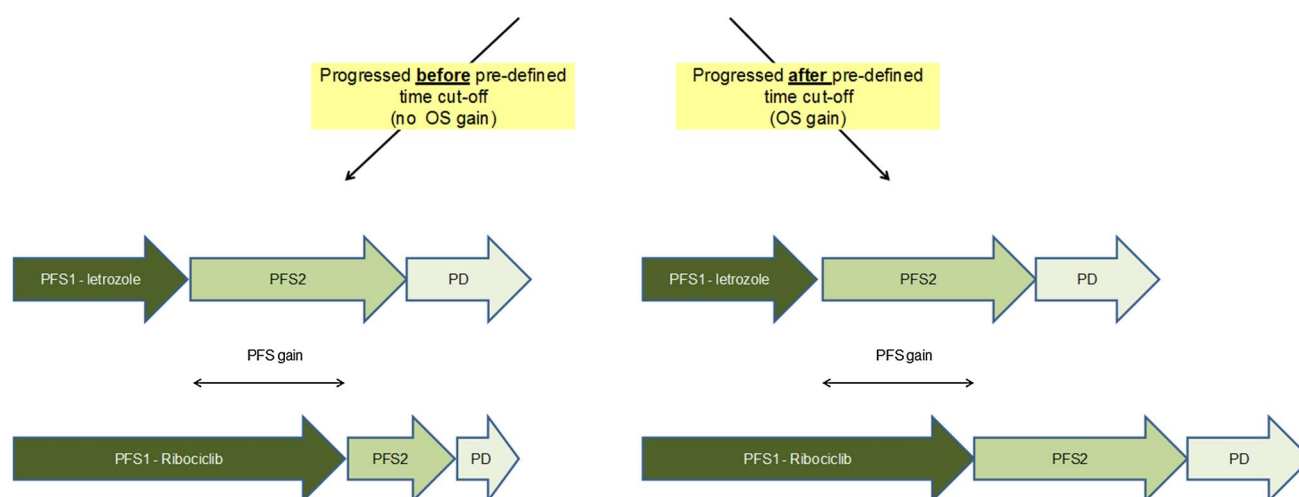 Progressed before pre-defined
time cut-off
(no OS gain)
Progressed after pre-defined
time cut-off
(OS gain)
PFS1 - letrozole
PFS2
PD
PFS1 - letrozole
PFS2
PD
PFS gain
PFS gain
PFS1 - Ribociclib
PFS2
PD
PFS1 - Ribociclib
PFS2
PD